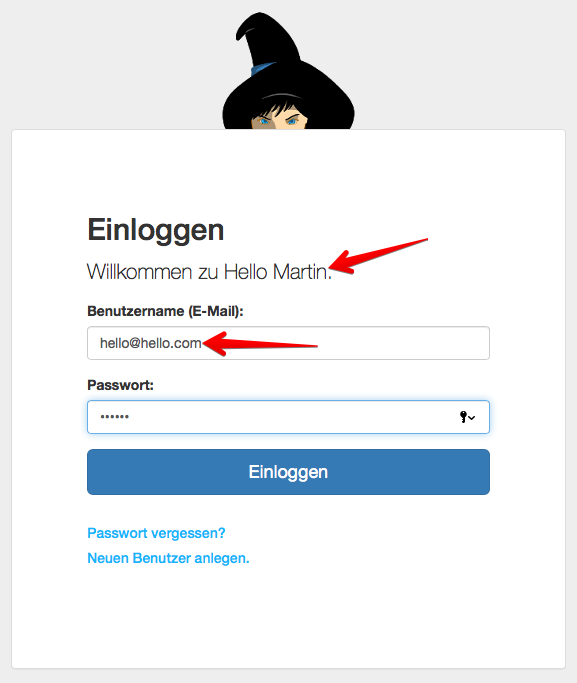 Einloggen
Willkommen zu Hello Martin.
Benutzername (E-Mail):
hello@hello.com
Passwort:
••••••
Einloggen
Passwort vergessen?
Neuen Benutzer anlegen.